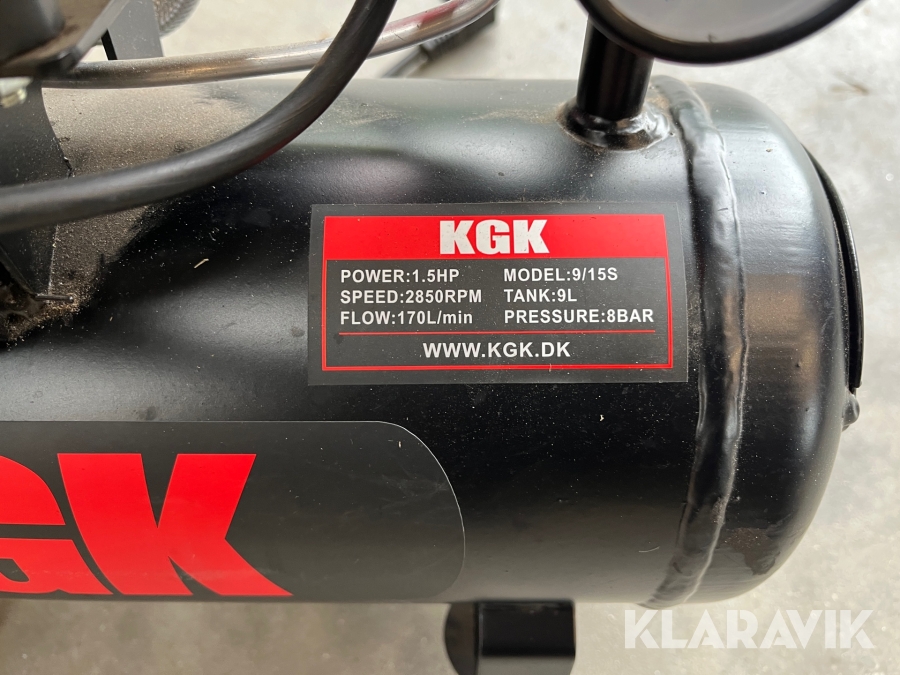 KGK
POWER:1.5HP MODEL:9/15S
SPEED:2850RPM TANK:9L
FLOW:170L/min PRESSURE:8BAR
WWW.KGK.DK
GK
KLARAVIK